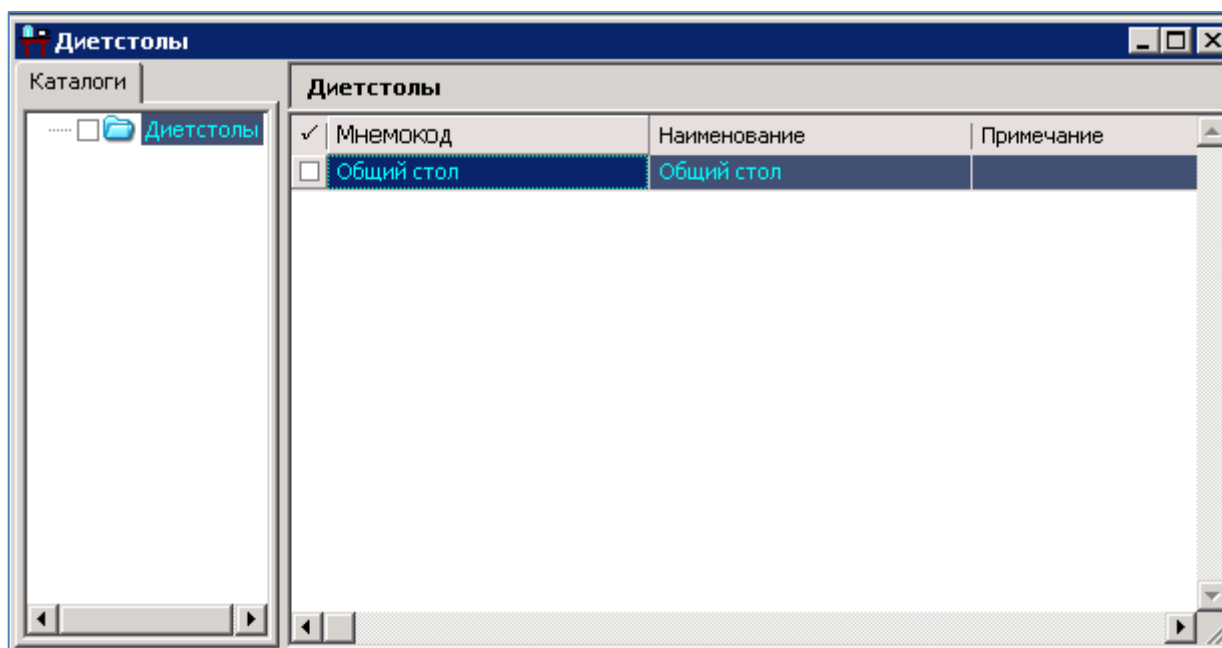 Диетстолы
Каталоги
Диетстолы
Диетстолы
Мнемокод Наименование Примечание
Общий стол Общий стол